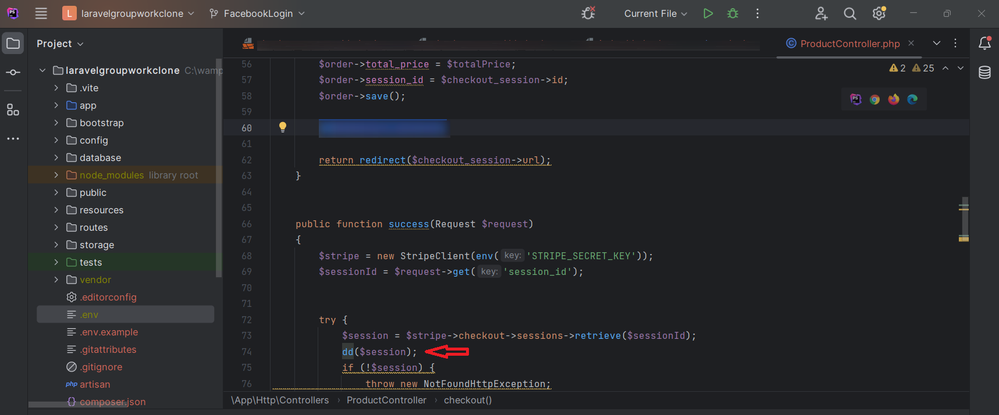 L laravelgroupworkclone FacebookLogin Current File
Project
ProductController.php
laravelgroupworkclone C:\wamp
.vite
app
bootstrap
config
database
node_modules library root
public
resources
routes
storage
tests
vendor
.editorconfig
.env
.env.example
.gitattributes
.gitignore
php artisan
composer.json
2 25
56 $order->total_price = $totalPrice;
57 $order->session_id = $checkout_session->id;
58 $order->save();
59
60
61
62 return redirect($checkout_session->url);
63 }
64
65
66 public function success(Request $request)
67 {
68 $stripe = new StripeClient(env( key: 'STRIPE_SECRET_KEY'));
69 $sessionId = $request->get( key: 'session_id');
70
71
72 try {
73 $session = $stripe->checkout->sessions->retrieve($sessionId);
74 dd($session);
75 if (!$session) {
76 throw new NotFoundHttpException;
\App\Http\Controllers › ProductController › checkout()